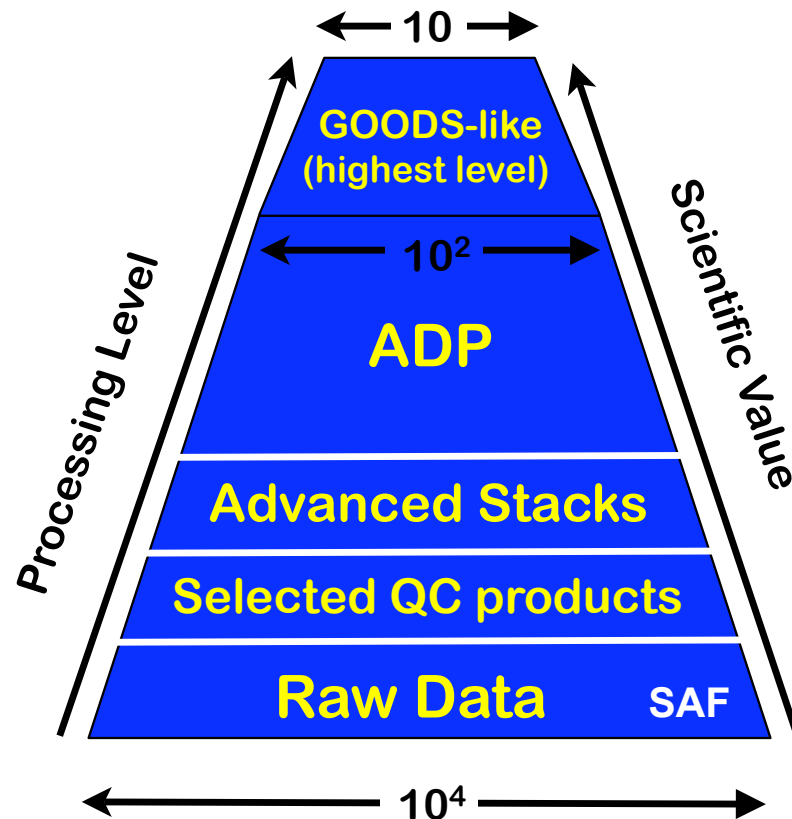 10
GOODS-like
(highest level)
10²
ADP
Advanced Stacks
Selected QC products
Raw Data
SAF
10⁴
Processing Level
Scientific Value